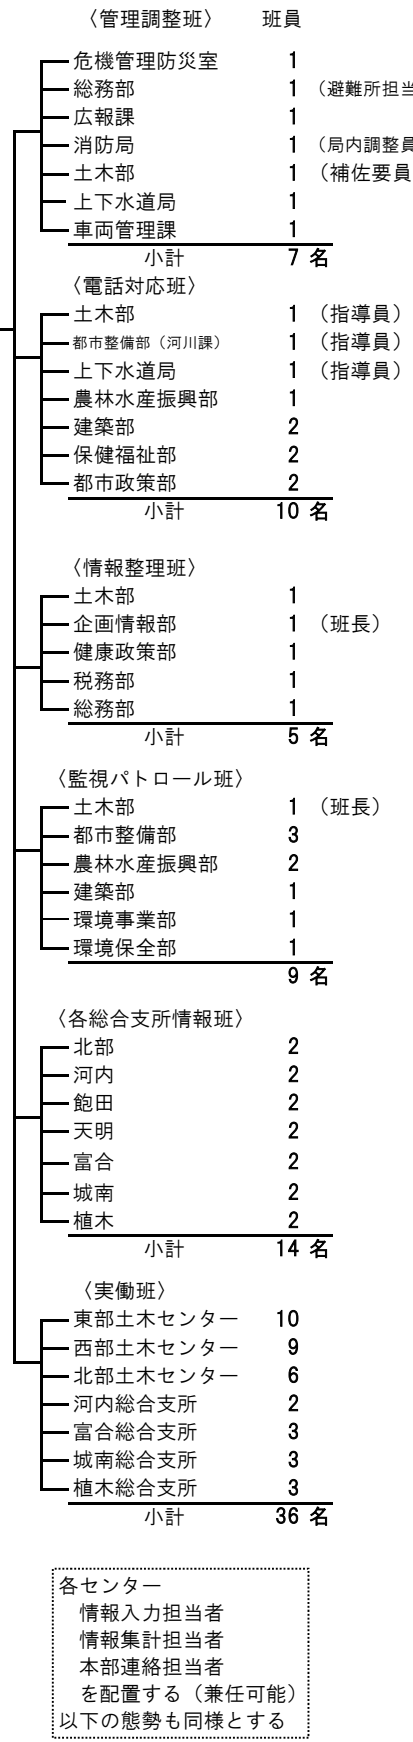 〈管理調整班〉 班員
危機管理防災室 1
総務部 1 （避難所担当
広報課 1
消防局 1 （局内調整員
土木部 1 （補佐要員
上下水道局 1
車両管理課 1
小計 7 名
〈電話対応班〉
土木部 1 （指導員）
都市整備部（河川課） 1 （指導員）
上下水道局 1 （指導員）
農林水産振興部 1
建築部 2
保健福祉部 2
都市政策部 2
小計 10 名
〈情報整理班〉
土木部 1
企画情報部 1 （班長）
健康政策部 1
税務部 1
総務部 1
小計 5 名
〈監視パトロール班〉
土木部 1 （班長）
都市整備部 3
農林水産振興部 2
建築部 1
環境事業部 1
環境保全部 1
9 名
〈各総合支所情報班〉
北部 2
河内 2
飽田 2
天明 2
富合 2
城南 2
植木 2
小計 14 名
〈実働班〉
東部土木センター 10
西部土木センター 9
北部土木センター 6
河内総合支所 2
富合総合支所 3
城南総合支所 3
植木総合支所 3
小計 36 名
各センター
情報入力担当者
情報集計担当者
本部連絡担当者
を配置する（兼任可能）
以下の態勢も同様とする